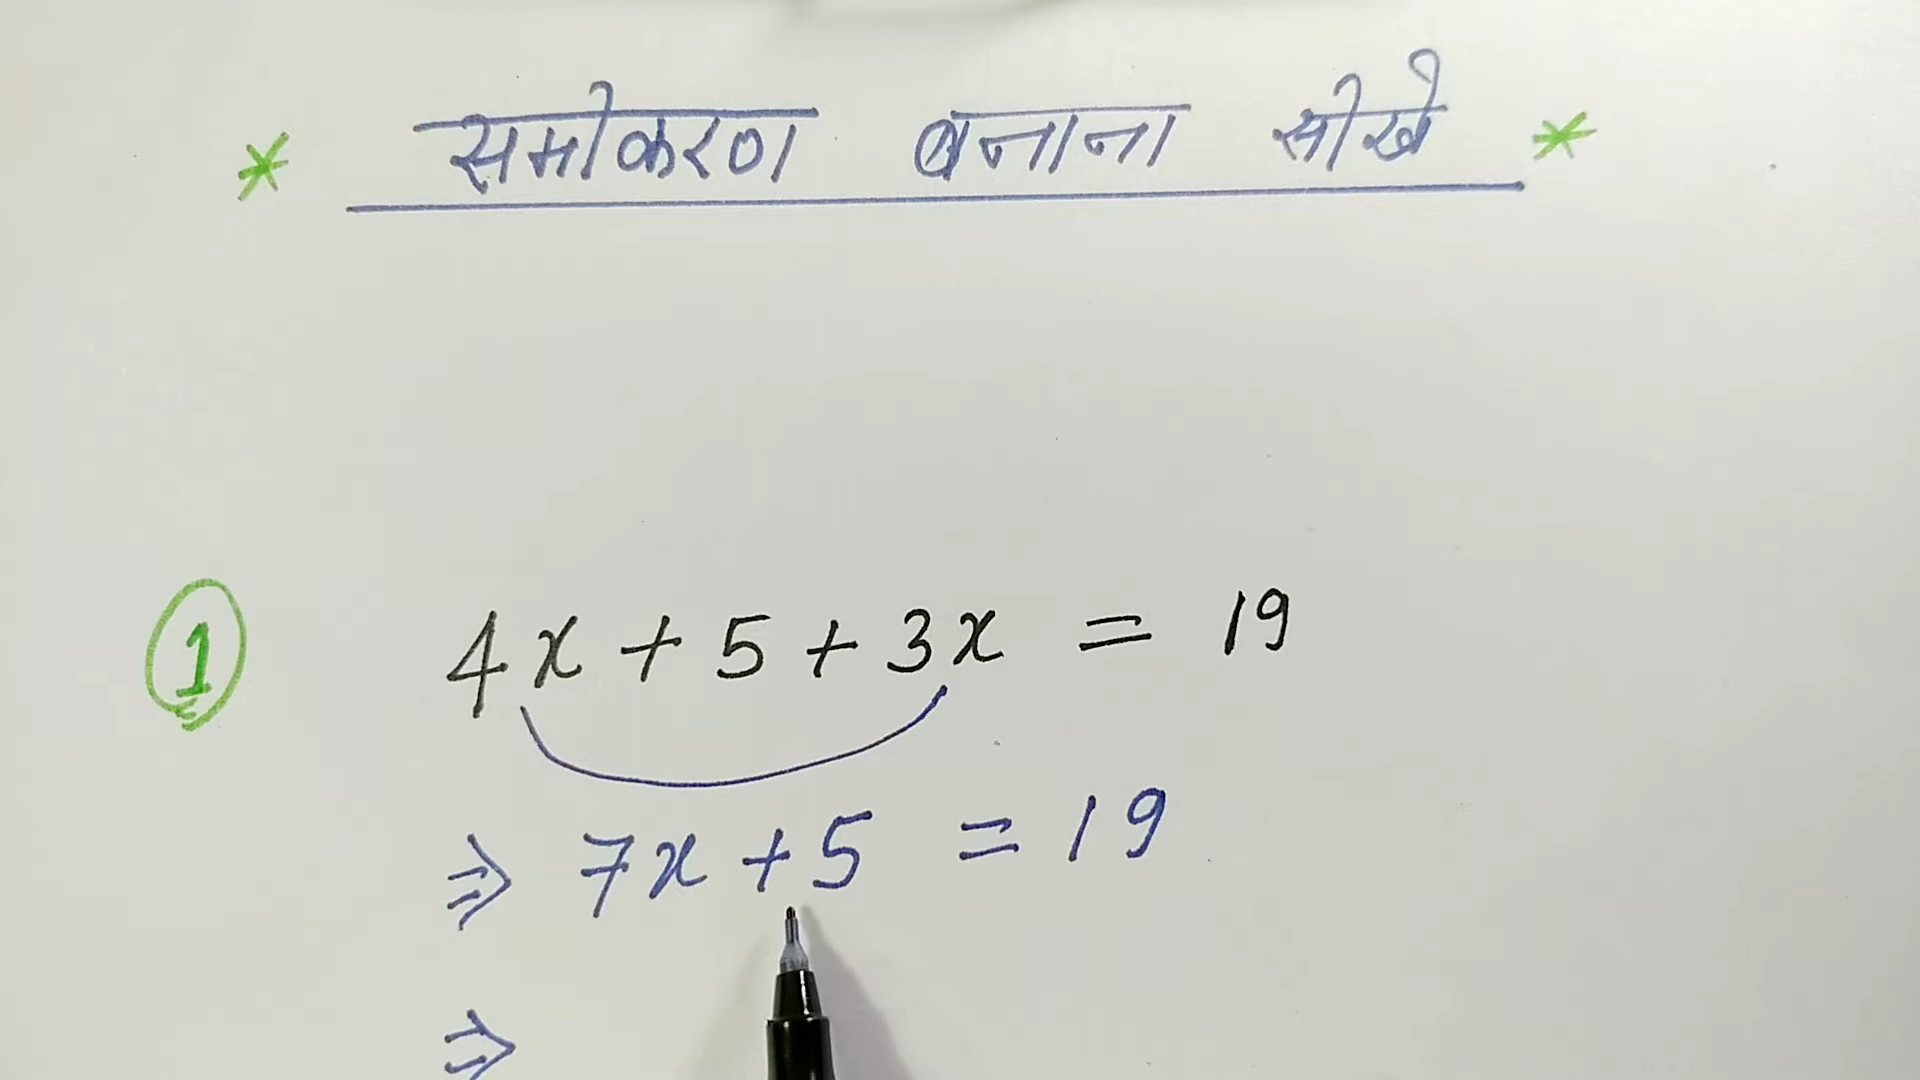 * समीकरण बनाना सीखे *
1 4x + 5 + 3x = 19
⇒ 7x + 5 = 19
⇒